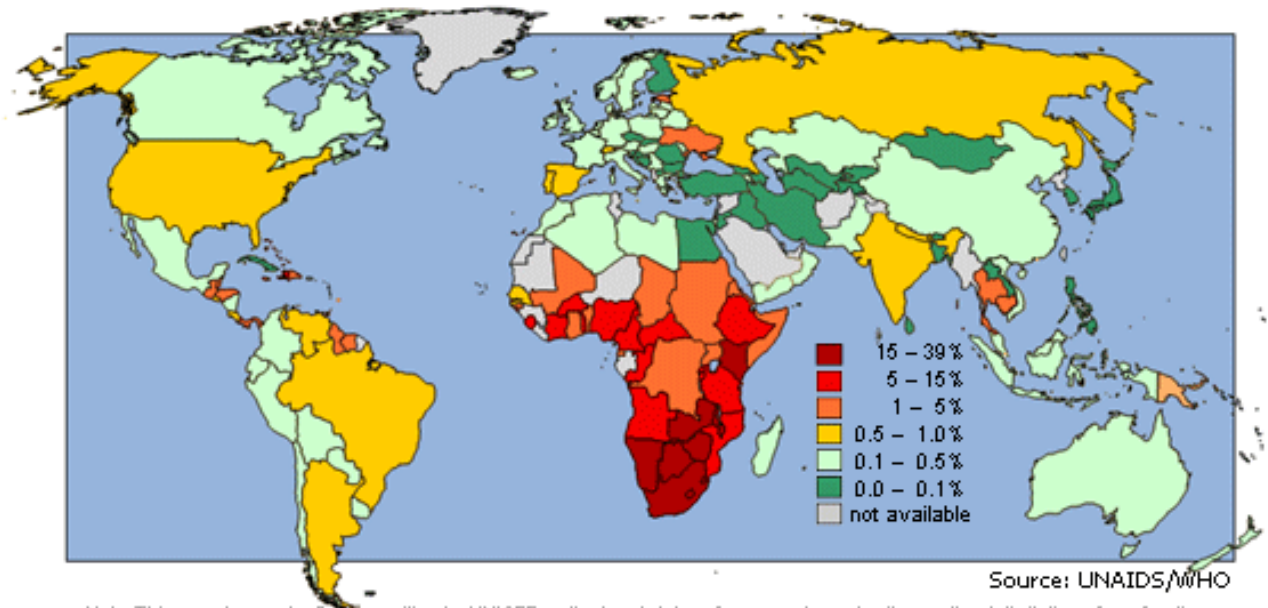 15 – 39%
5 – 15%
1 – 5%
0.5 – 1.0%
0.1 – 0.5%
0.0 – 0.1%
not available
Source: UNAIDS/WHO